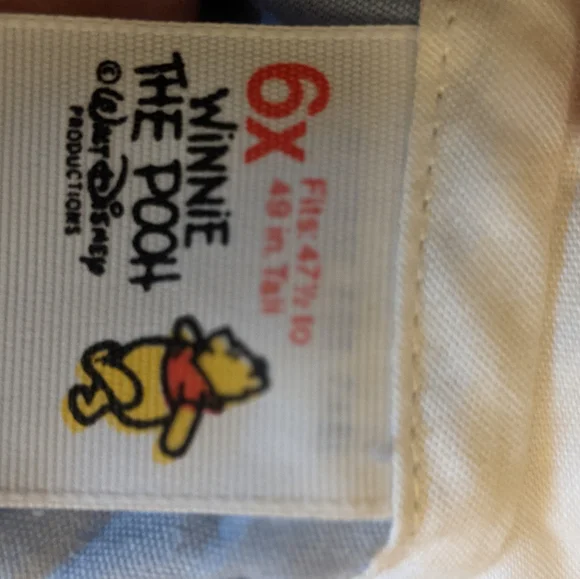 6X
Fits: 47½ to
49 in. Tall
WiNNiE
THE POOH
© WALT DiSNEY
PRODUCTIONS